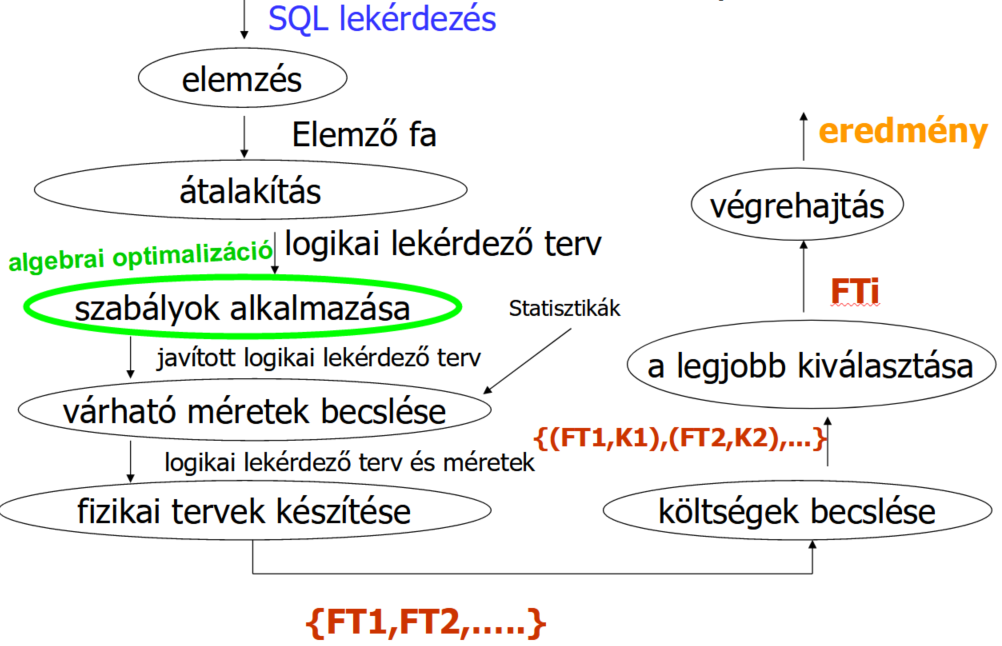 SQL lekérdezés
elemzés
Elemző fa
átalakítás
algebrai optimalizáció
logikai lekérdező terv
szabályok alkalmazása
Statisztikák
javított logikai lekérdező terv
várható méretek becslése
logikai lekérdező terv és méretek
fizikai tervek készítése
{FT1,FT2,.....}
költségek becslése
{(FT1,K1),(FT2,K2),...}
a legjobb kiválasztása
FTi
végrehajtás
eredmény